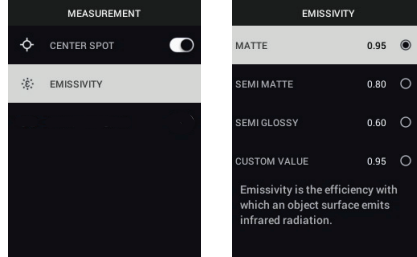 MEASUREMENT
CENTER SPOT
EMISSIVITY
EMISSIVITY
MATTE 0.95
SEMI MATTE 0.80
SEMI GLOSSY 0.60
CUSTOM VALUE 0.95
Emissivity is the efficiency with
which an object surface emits
infrared radiation.